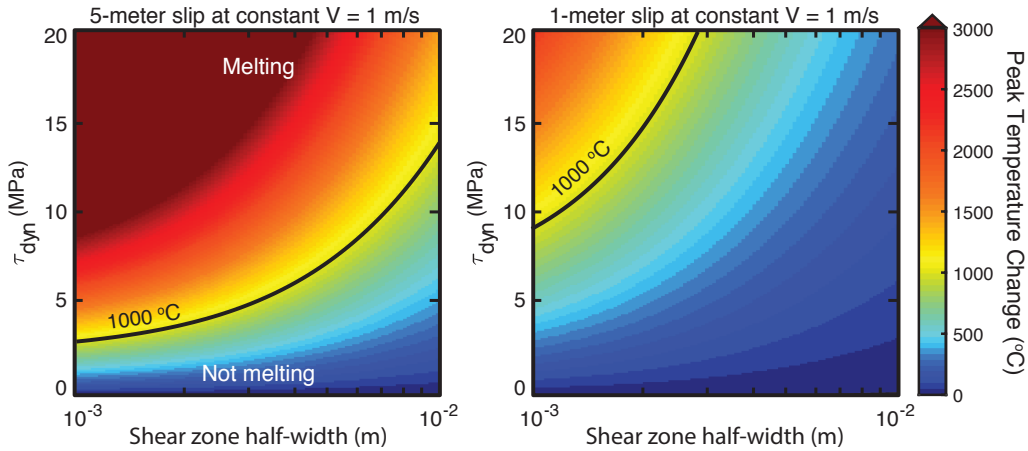 5-meter slip at constant V = 1 m/s
20
15
10
5
0
τdyn (MPa)
Melting
1000 ºC
Not melting
10⁻³
10⁻²
Shear zone half-width (m)
1-meter slip at constant V = 1 m/s
20
15
10
5
0
τdyn (MPa)
1000 ºC
10⁻³
10⁻²
Shear zone half-width (m)
3000
2500
2000
1500
1000
500
0
Peak Temperature Change (ºC)